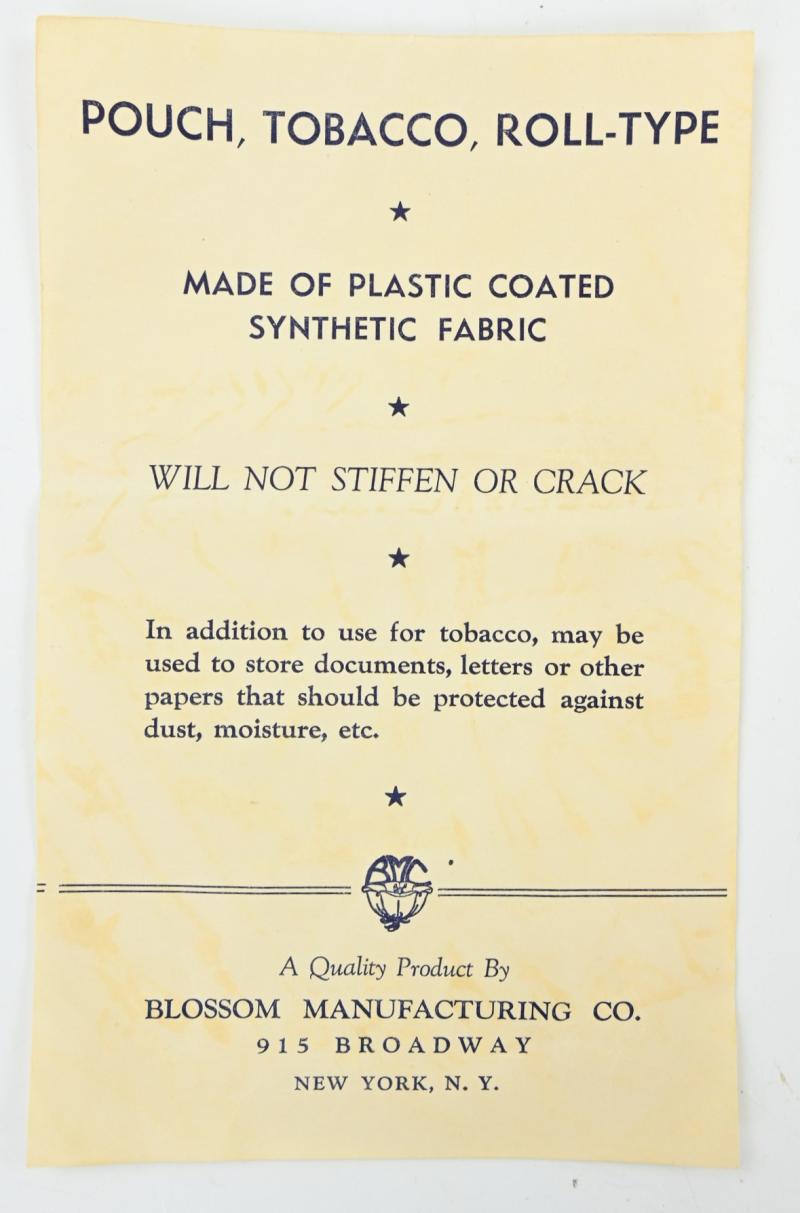 POUCH, TOBACCO, ROLL-TYPE
★
MADE OF PLASTIC COATED
SYNTHETIC FABRIC
★
WILL NOT STIFFEN OR CRACK
★
In addition to use for tobacco, may be
used to store documents, letters or other
papers that should be protected against
dust, moisture, etc.
★
BMC
A Quality Product By
BLOSSOM MANUFACTURING CO.
915 BROADWAY
NEW YORK, N. Y.